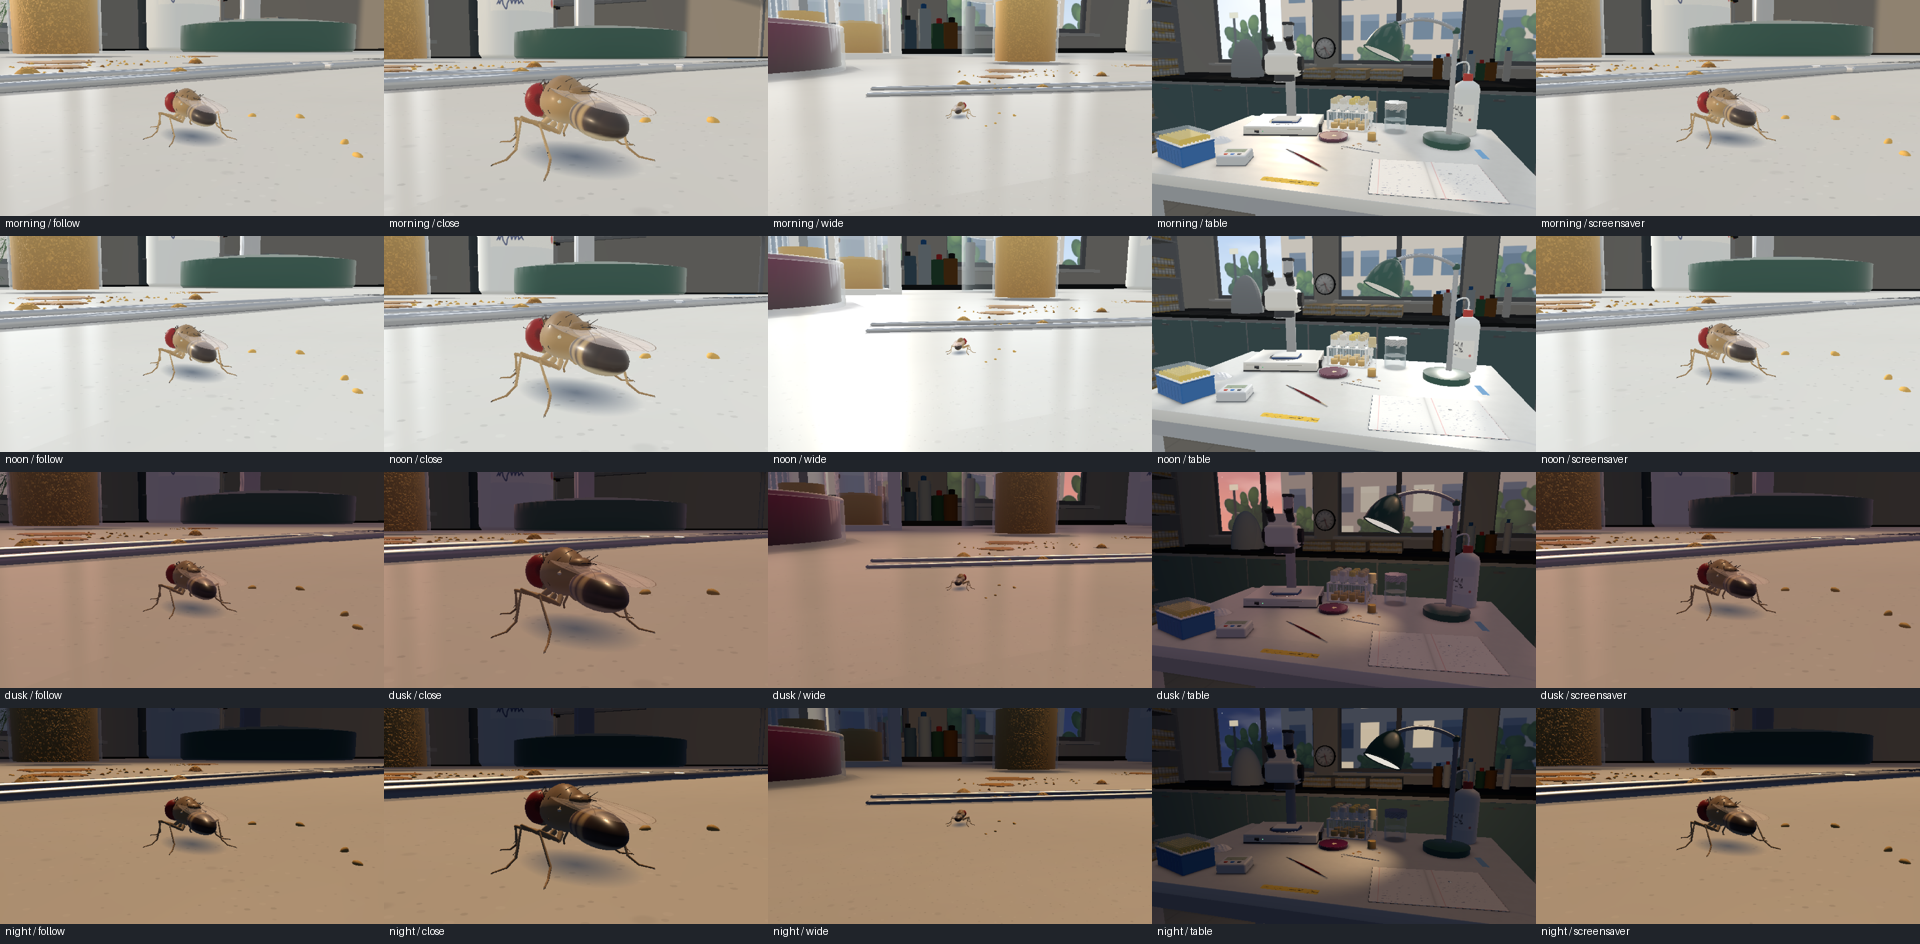 morning / follow
morning / close
morning / wide
morning / table
morning / screensaver
noon / follow
noon / close
noon / wide
noon / table
noon / screensaver
dusk / follow
dusk / close
dusk / wide
dusk / table
dusk / screensaver
night / follow
night / close
night / wide
night / table
night / screensaver